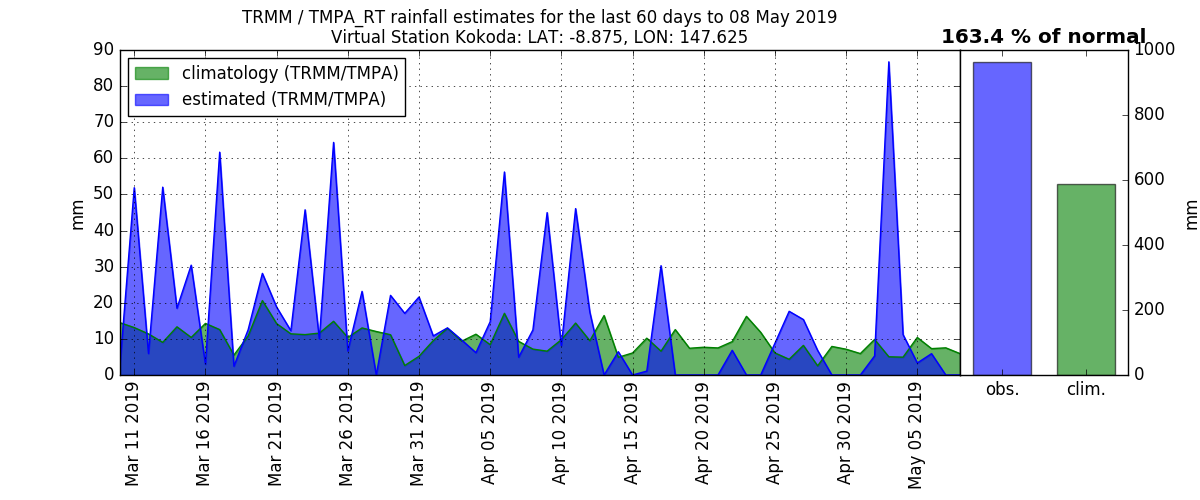 TRMM / TMPA_RT rainfall estimates for the last 60 days to 08 May 2019
Virtual Station Kokoda: LAT: -8.875, LON: 147.625
163.4 % of normal
climatology (TRMM/TMPA)
estimated (TRMM/TMPA)
90
80
70
60
50
40
30
20
10
0
mm
Mar 11 2019
Mar 16 2019
Mar 21 2019
Mar 26 2019
Mar 31 2019
Apr 05 2019
Apr 10 2019
Apr 15 2019
Apr 20 2019
Apr 25 2019
Apr 30 2019
May 05 2019
obs.
clim.
1000
800
600
400
200
0
mm